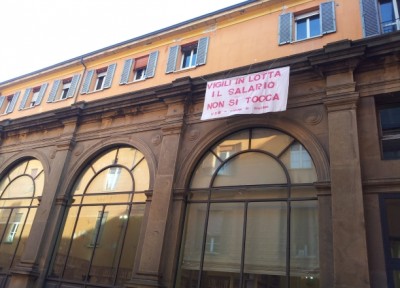 VIGILI IN LOTTA
IL SALARIO
NON SI TOCCA